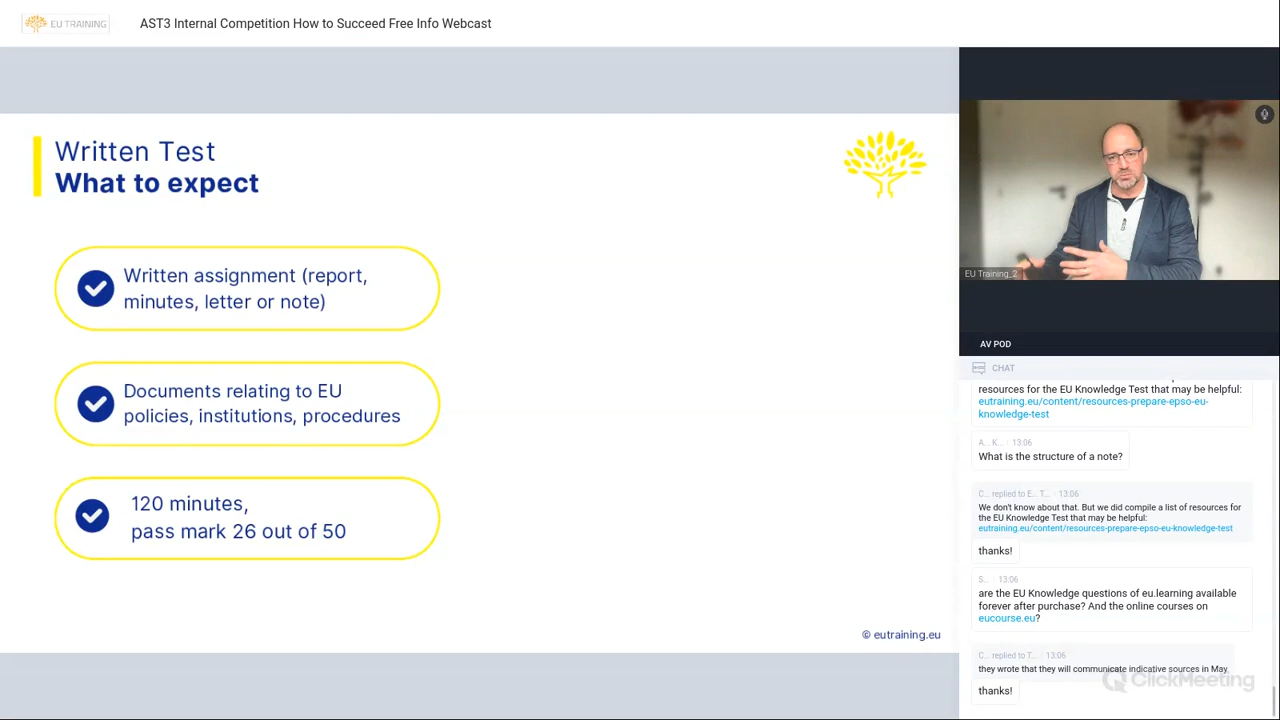 EU TRAINING
AST3 Internal Competition How to Succeed Free Info Webcast
Written Test
What to expect
Written assignment (report,
minutes, letter or note)
Documents relating to EU
policies, institutions, procedures
120 minutes,
pass mark 26 out of 50
© eutraining.eu
EU Training_2
AV POD
CHAT
resources for the EU Knowledge Test that may be helpful:
eutraining.eu/content/resources-prepare-epso-eu-
knowledge-test
A... K... · 13:06
What is the structure of a note?
C... replied to E... T... · 13:06
We don't know about that. But we did compile a list of resources for
the EU Knowledge Test that may be helpful:
eutraining.eu/content/resources-prepare-epso-eu-knowledge-test
thanks!
S... · 13:06
are the EU Knowledge questions of eu.learning available
forever after purchase? And the online courses on
eucourse.eu?
C... replied to T... · 13:06
they wrote that they will communicate indicative sources in May.
thanks!
ClickMeeting